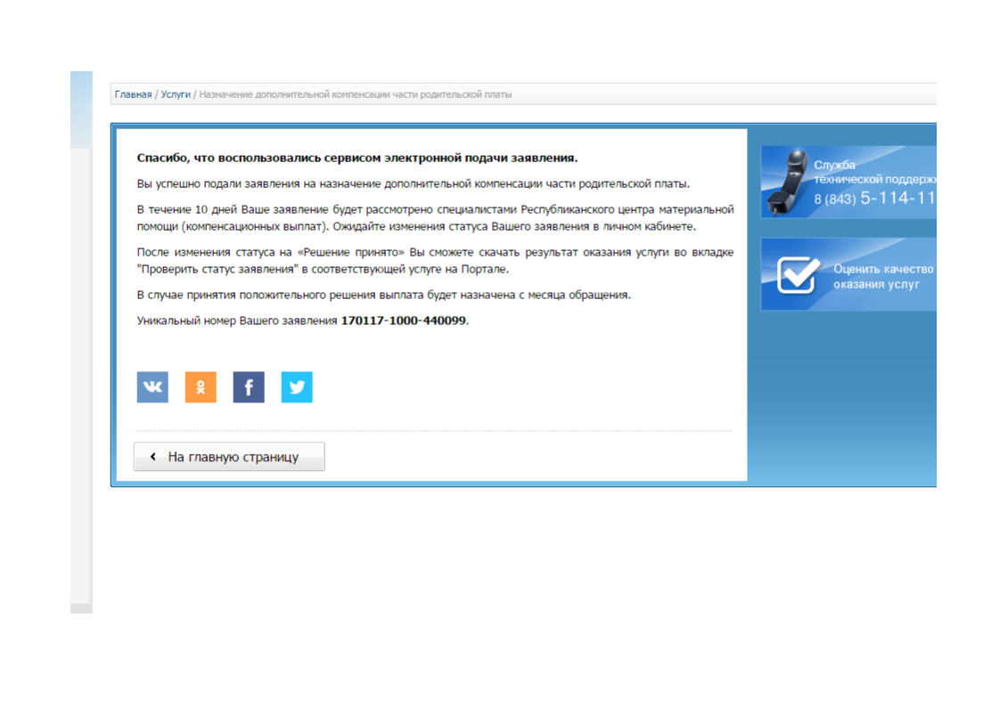 Главная / Услуги / Назначение дополнительной компенсации части родительской платы
Спасибо, что воспользовались сервисом электронной подачи заявления.
Вы успешно подали заявления на назначение дополнительной компенсации части родительской платы.
В течение 10 дней Ваше заявление будет рассмотрено специалистами Республиканского центра материальной
помощи (компенсационных выплат). Ожидайте изменения статуса Вашего заявления в личном кабинете.
После изменения статуса на «Решение принято» Вы сможете скачать результат оказания услуги во вкладке
"Проверить статус заявления" в соответствующей услуге на Портале.
В случае принятия положительного решения выплата будет назначена с месяца обращения.
Уникальный номер Вашего заявления 170117-1000-440099.
На главную страницу
Служба
технической поддерж
8 (843) 5-114-11
Оценить качество
оказания услуг